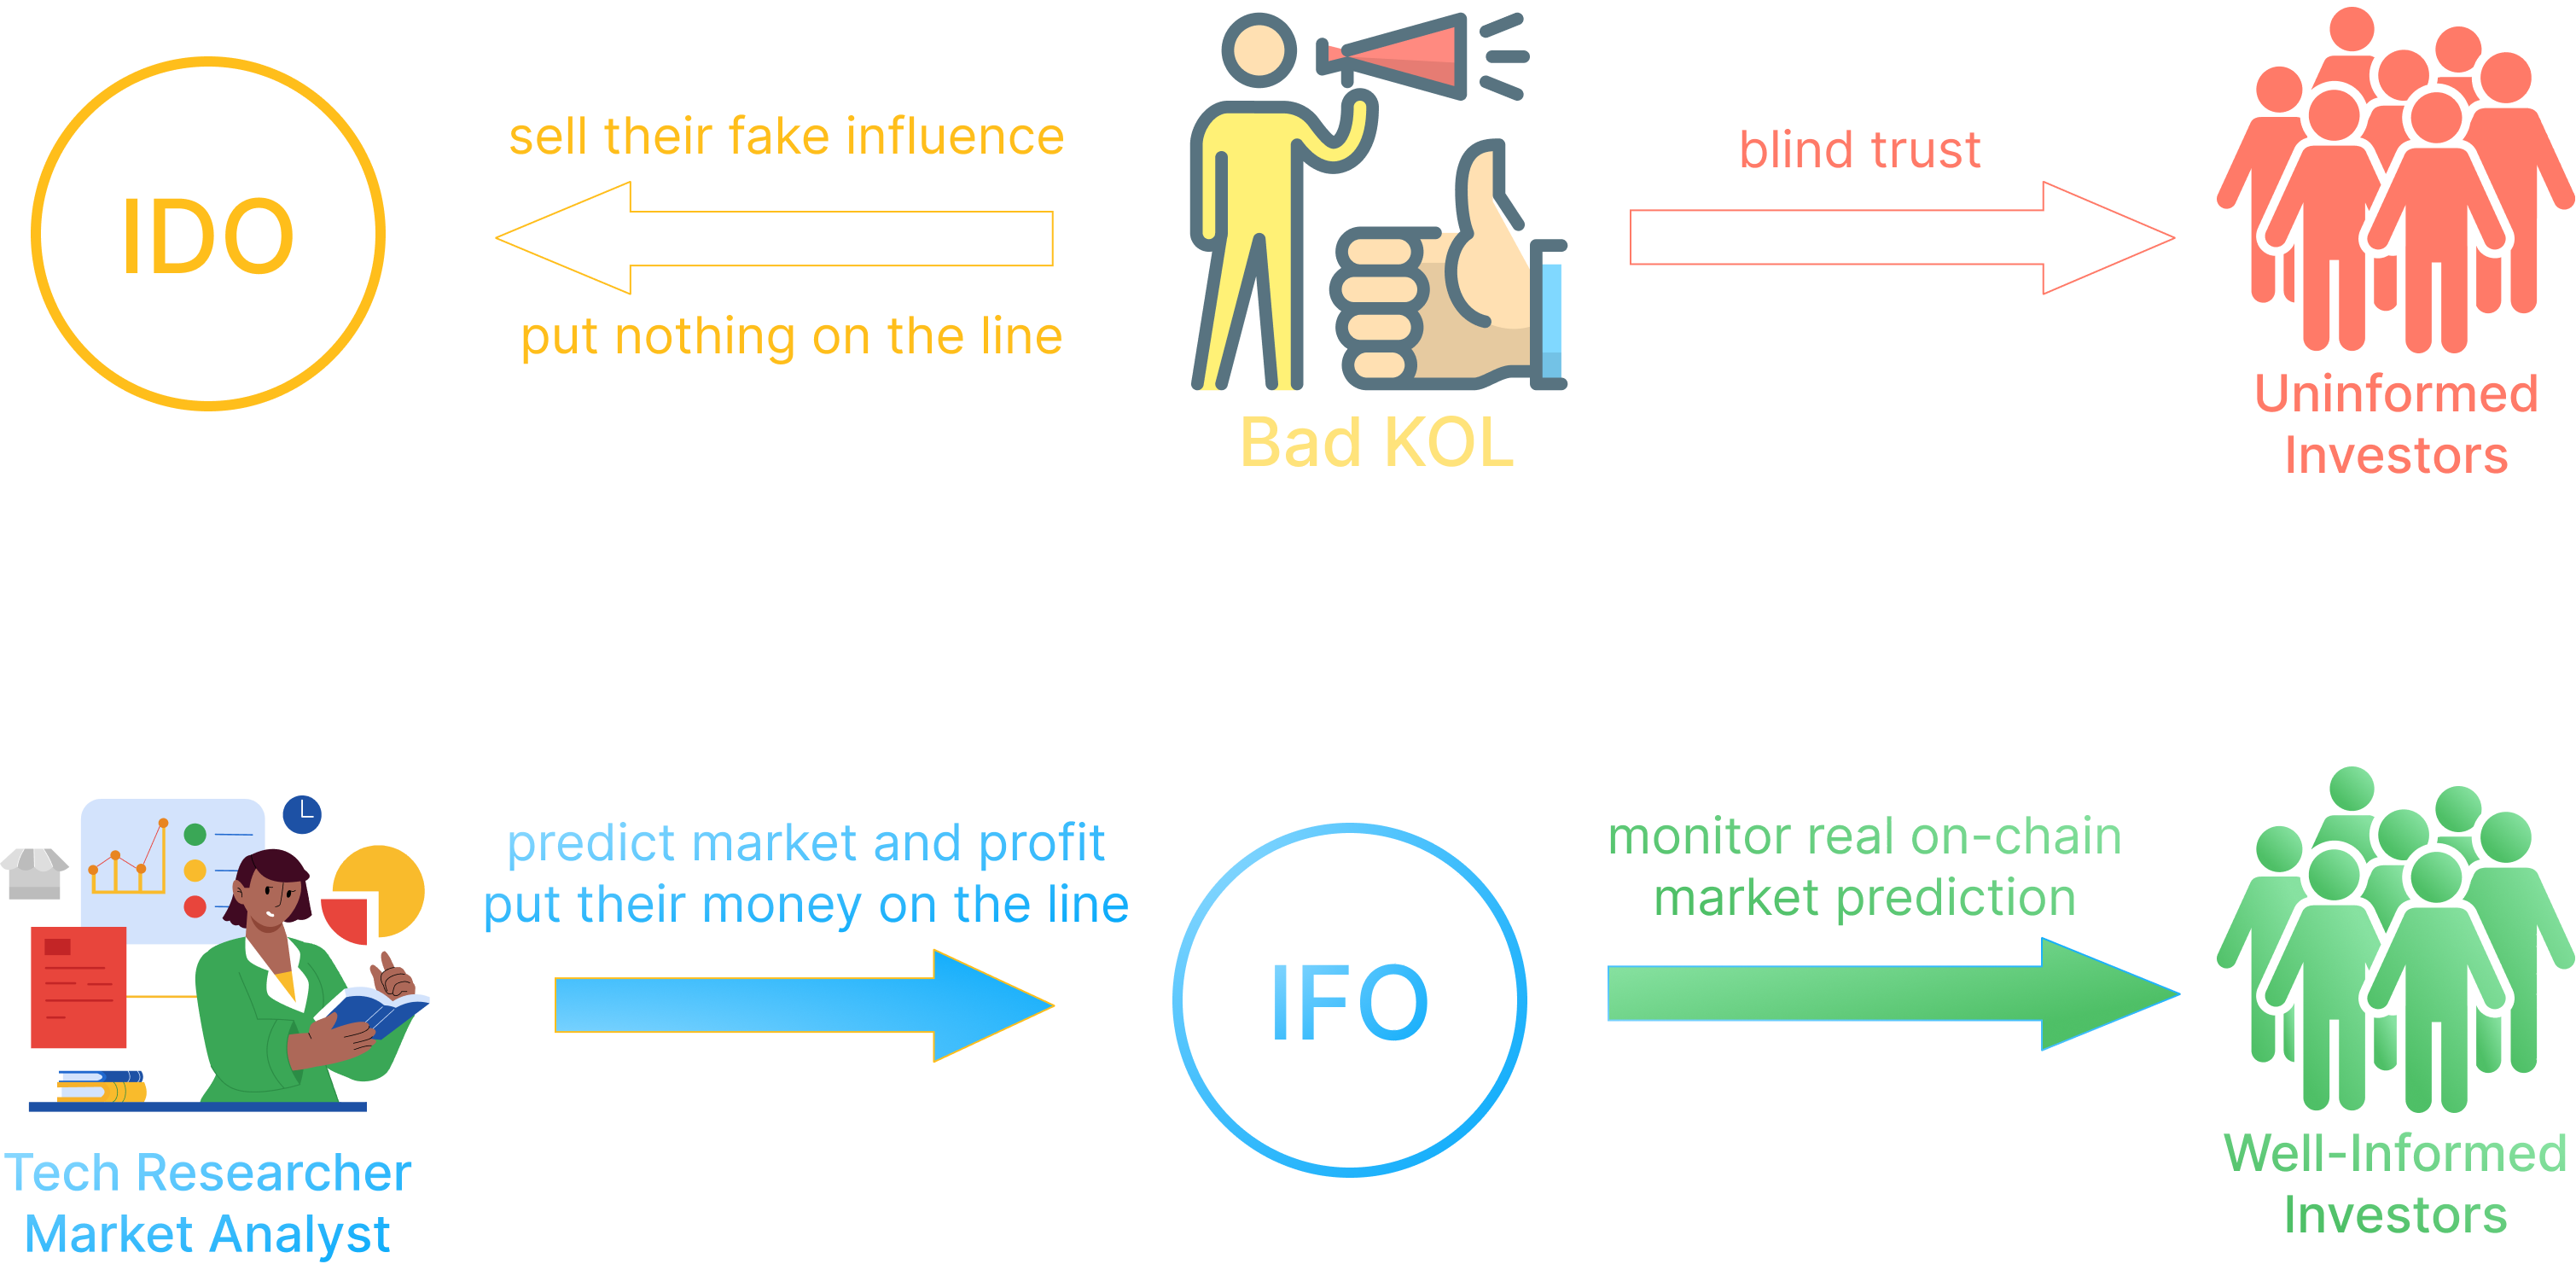 IDO
sell their fake influence
put nothing on the line
Bad KOL
blind trust
Uninformed
Investors
Tech Researcher
Market Analyst
predict market and profit
put their money on the line
IFO
monitor real on-chain
market prediction
Well-Informed
Investors